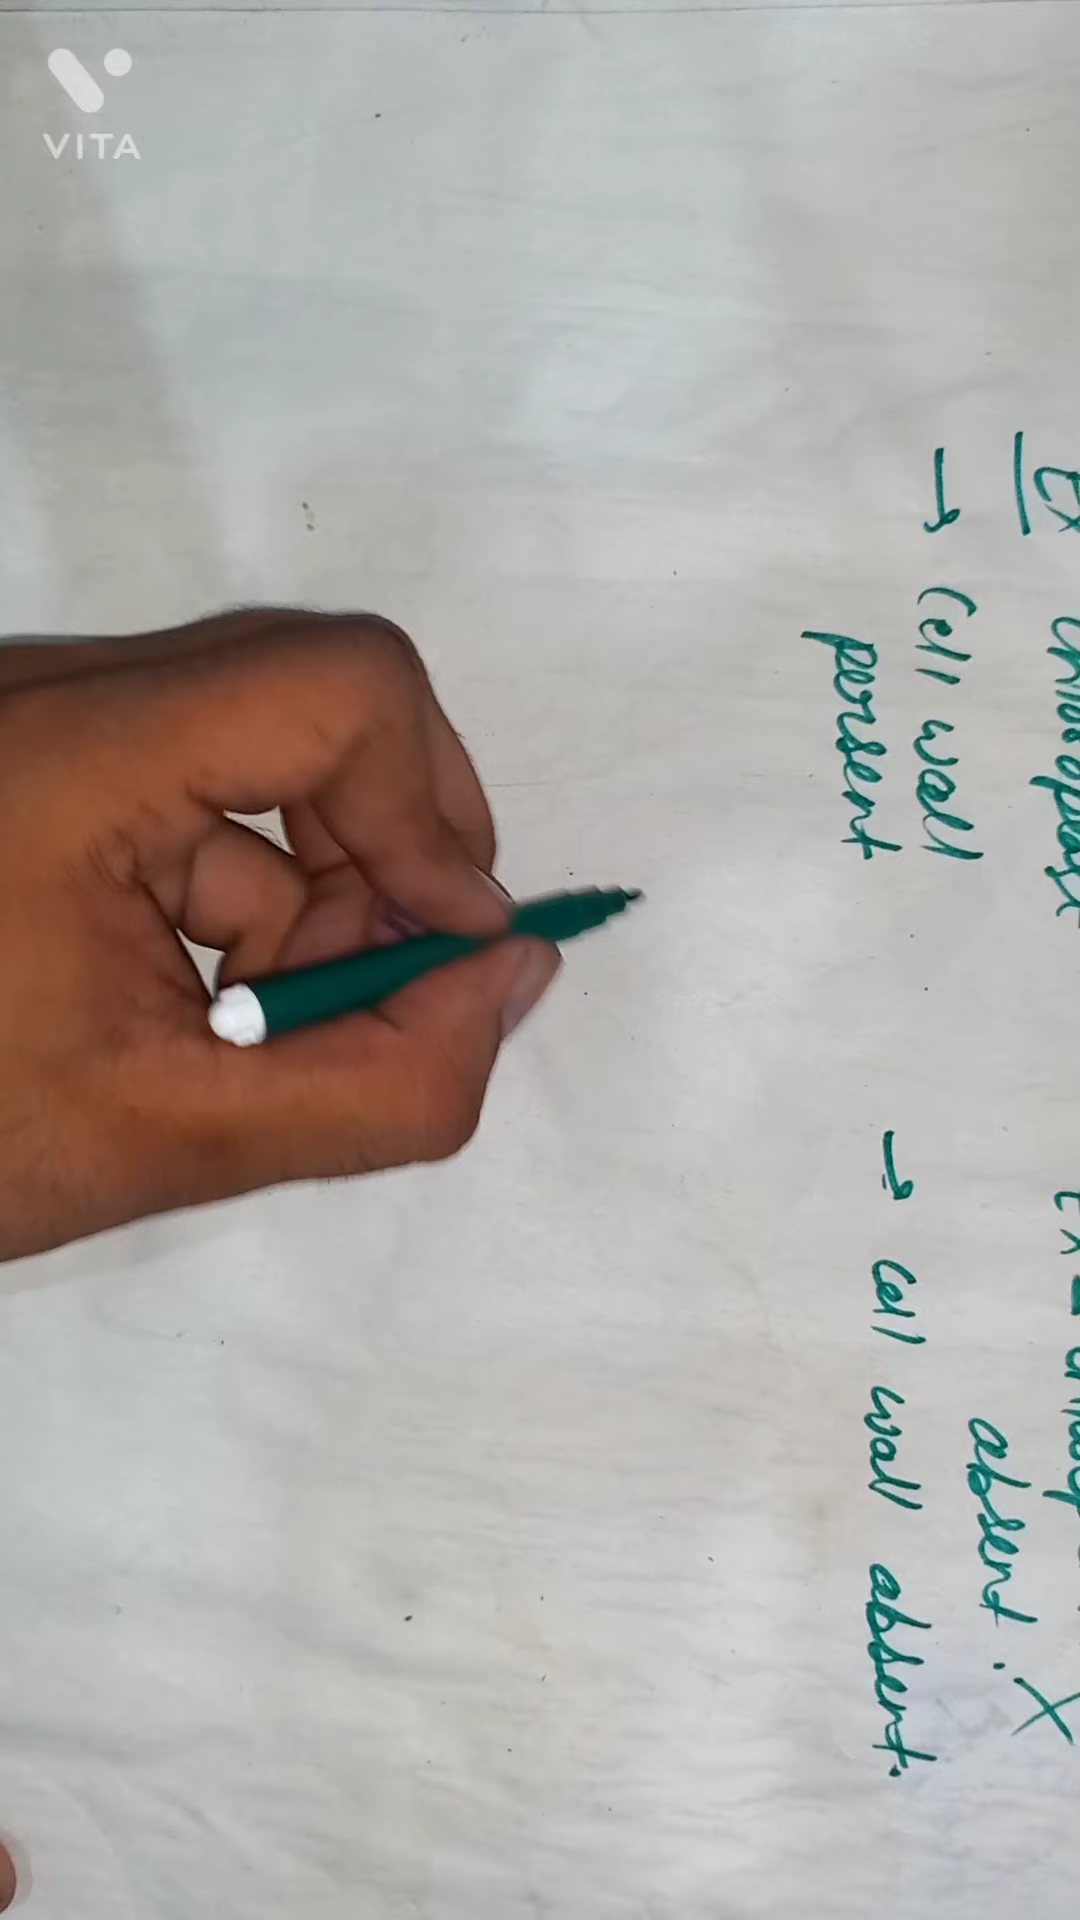 VITA
Ex
→ Cell wall
persent
absent. X
→ cell wall absent.